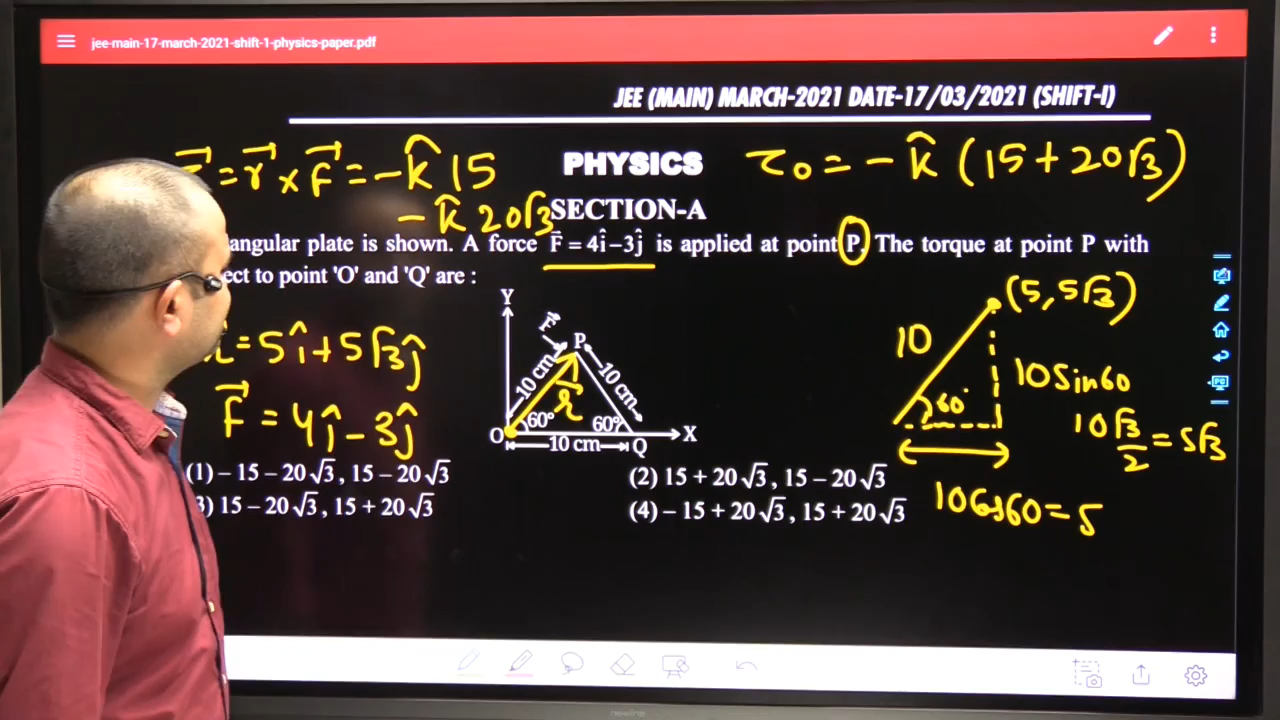 jee-main-17-march-2021-shift-1-physics-paper.pdf
JEE (MAIN) MARCH-2021 DATE-17/03/2021 (SHIFT-I)
= r⃗ × F⃗ = -k̂ 15
- k̂ 20√3
PHYSICS
τ₀ = - k̂ (15 + 20√3)
SECTION-A
angular plate is shown. A force F⃗ = 4î – 3ĵ is applied at point P. The torque at point P with
ect to point 'O' and 'Q' are :
= 5î + 5√3ĵ
F⃗ = 4î - 3ĵ
Y
F⃗
P
10 cm
10 cm
r⃗
60°
60°
O
10 cm
Q
X
(5, 5√3)
10
60°
10 Sin60
10 √3/2 = 5√3
10 Cos60 = 5
(1) – 15 – 20√3 , 15 – 20√3
(2) 15 + 20√3 , 15 – 20√3
3) 15 – 20√3 , 15 + 20√3
(4) – 15 + 20√3 , 15 + 20√3
PC
newline